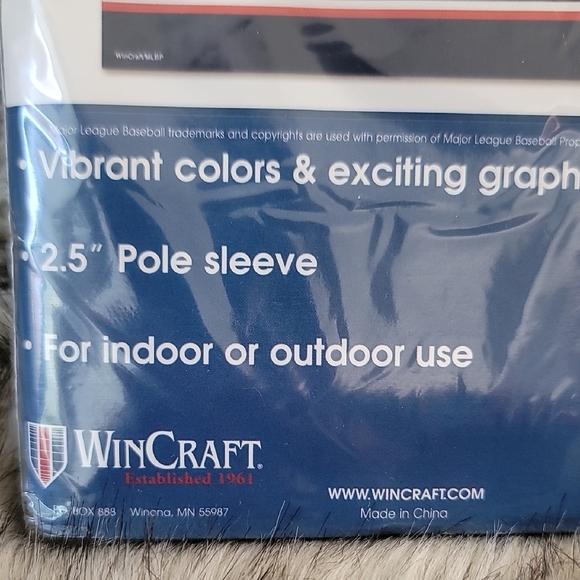 WinCraft/MLBP
Major League Baseball trademarks and copyrights are used with permission of Major League Baseball Prop
• Vibrant colors & exciting graph
• 2.5" Pole sleeve
• For indoor or outdoor use
WINCRAFT®
Established 1961
WWW.WINCRAFT.COM
BOX 888 Winona, MN 55987
Made in China